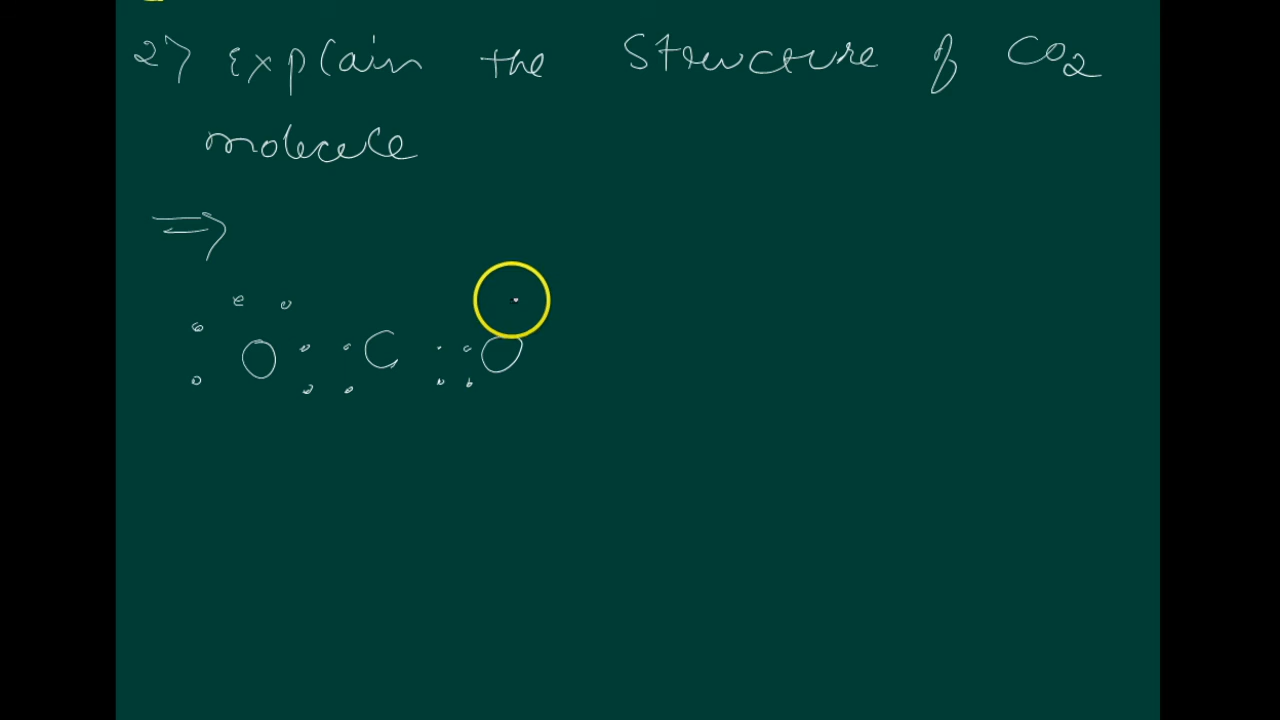 2) Explain the Structure of CO2
molecule
⇒
O : : C : : O